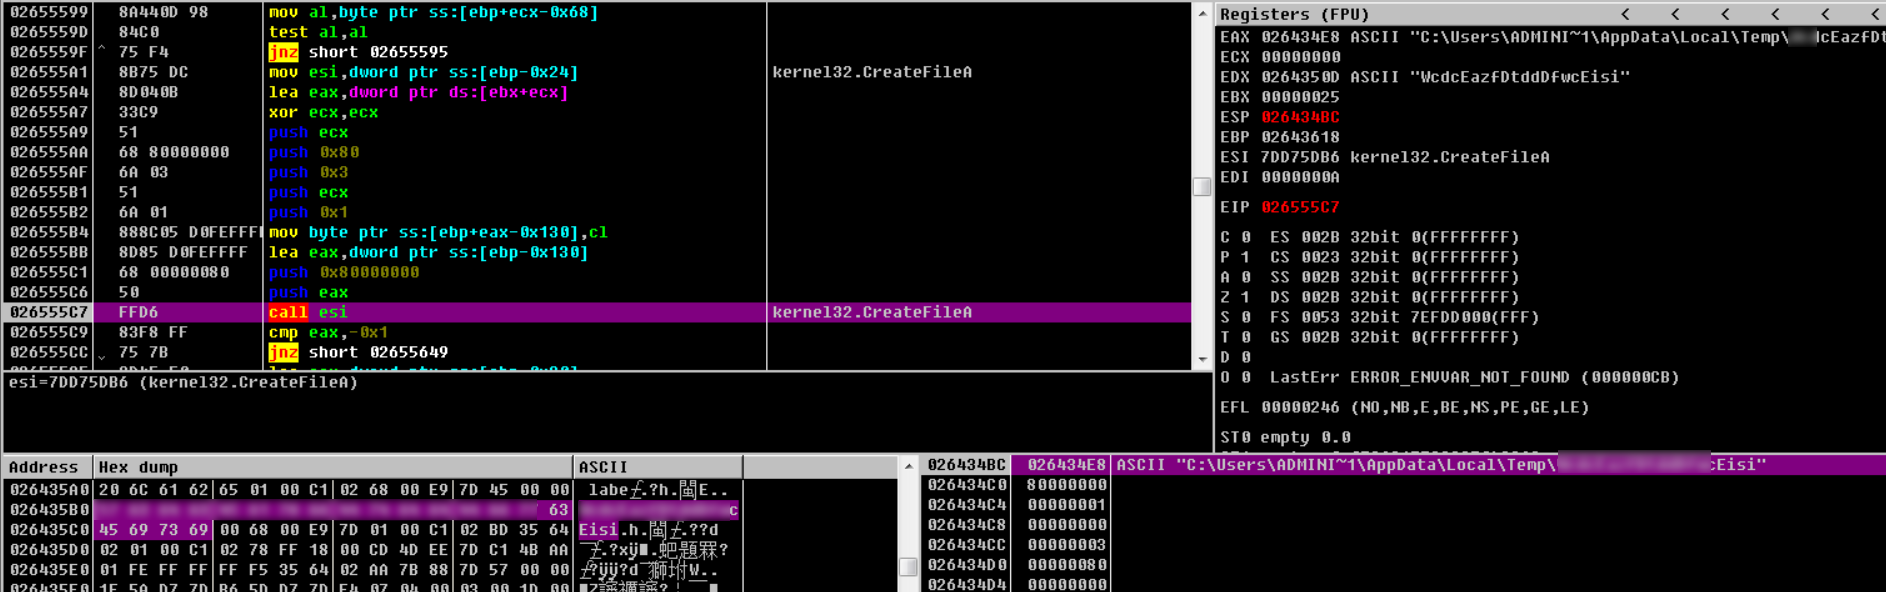 02655599 8A440D 98 mov al,byte ptr ss:[ebp+ecx-0x68]
0265559D 84C0 test al,al
0265559F ^ 75 F4 jnz short 02655595
026555A1 8B75 DC mov esi,dword ptr ss:[ebp-0x24] kernel32.CreateFileA
026555A4 8D040B lea eax,dword ptr ds:[ebx+ecx]
026555A7 33C9 xor ecx,ecx
026555A9 51 push ecx
026555AA 68 80000000 push 0x80
026555AF 6A 03 push 0x3
026555B1 51 push ecx
026555B2 6A 01 push 0x1
026555B4 888C05 D0FEFFF mov byte ptr ss:[ebp+eax-0x130],cl
026555BB 8D85 D0FEFFFF lea eax,dword ptr ss:[ebp-0x130]
026555C1 68 00000080 push 0x80000000
026555C6 50 push eax
026555C7 FFD6 call esi kernel32.CreateFileA
026555C9 83F8 FF cmp eax,-0x1
026555CC 75 7B jnz short 02655649
esi=7DD75DB6 (kernel32.CreateFileA)
Registers (FPU) < < < < < <
EAX 026434E8 ASCII "C:\Users\ADMINI~1\AppData\Local\Temp\ cEazfDt
ECX 00000000
EDX 0264350D ASCII "WcdcEazfDtddDfwcEisi"
EBX 00000025
ESP 026434BC
EBP 02643618
ESI 7DD75DB6 kernel32.CreateFileA
EDI 0000000A
EIP 026555C7
C 0 ES 002B 32bit 0(FFFFFFFF)
P 1 CS 0023 32bit 0(FFFFFFFF)
A 0 SS 002B 32bit 0(FFFFFFFF)
Z 1 DS 002B 32bit 0(FFFFFFFF)
S 0 FS 0053 32bit 7EFDD000(FFF)
T 0 GS 002B 32bit 0(FFFFFFFF)
D 0
O 0 LastErr ERROR_ENVVAR_NOT_FOUND (000000CB)
EFL 00000246 (NO,NB,E,BE,NS,PE,GE,LE)
ST0 empty 0.0
Address Hex dump ASCII
026435A0 20 6C 61 62 65 01 00 C1 02 68 00 E9 7D 45 00 00
026435B0 63 c
026435C0 45 69 73 69 00 68 00 E9 7D 01 00 C1 02 BD 35 64 Eisi
026435D0 02 01 00 C1 02 78 FF 18 00 CD 4D EE 7D C1 4B AA
026435E0 01 FE FF FF FF F5 35 64 02 AA 7B 88 7D 57 00 00
026434BC 026434E8 ASCII "C:\Users\ADMINI~1\AppData\Local\Temp\ cEisi"
026434C0 80000000
026434C4 00000001
026434C8 00000000
026434CC 00000003
026434D0 00000080
026434D4 00000000